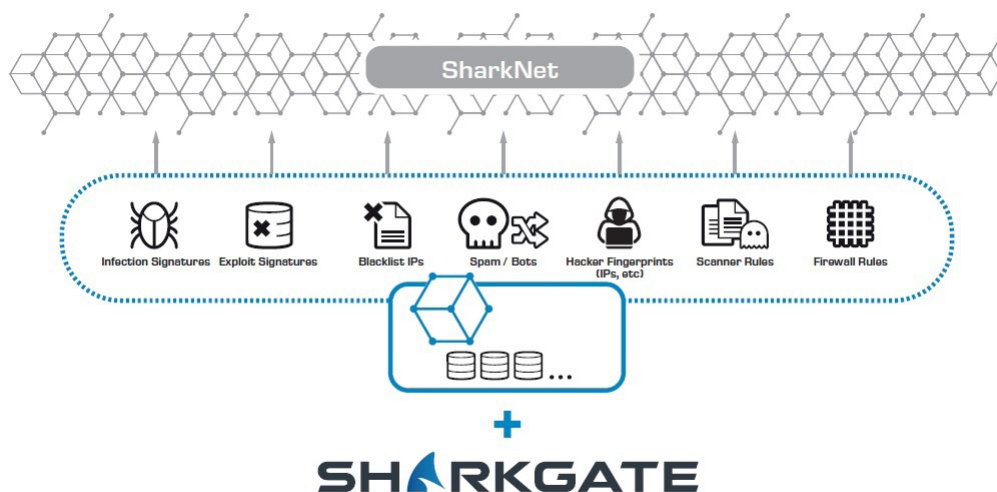 SharkNet
Infection Signatures
Exploit Signatures
Blacklist IPs
Spam / Bots
Hacker Fingerprints
(IPs, etc)
Scanner Rules
Firewall Rules
...
+
SHARKGATE